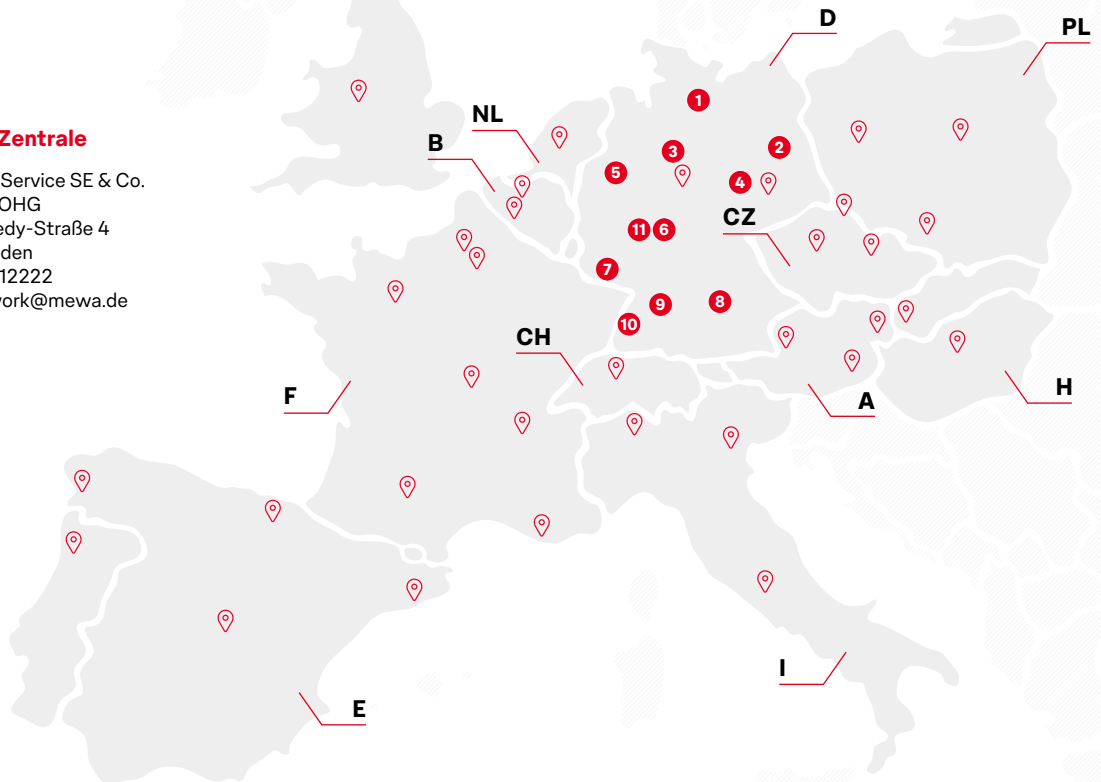 Zentrale
Service SE & Co.
OHG
edy-Straße 4
den
12222
work@mewa.de
D
PL
NL
B
CZ
CH
F
A
H
I
E
1
2
3
4
5
6
7
8
9
10
11